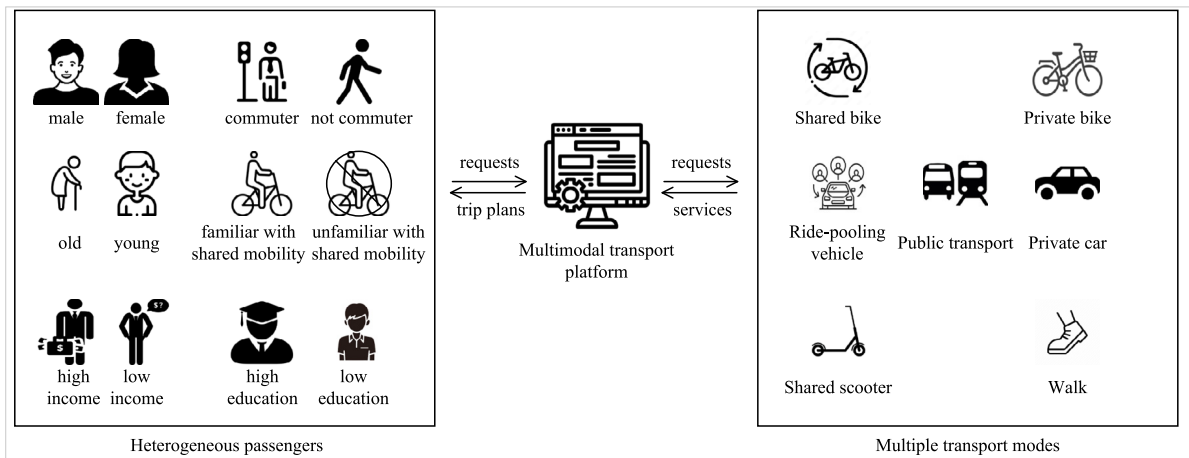 male
female
commuter
not commuter
old
young
familiar with
shared mobility
unfamiliar with
shared mobility
$
$?
high
income
low
income
high
education
low
education
Heterogeneous passengers
requests
trip plans
Multimodal transport
platform
requests
services
Shared bike
Private bike
Ride-pooling
vehicle
Public transport
Private car
Shared scooter
Walk
Multiple transport modes